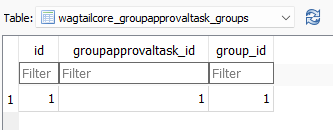 Table: wagtailcore_groupapprovaltask_groups
id groupapprovaltask_id group_id
Filter Filter Filter
1 1 1 1